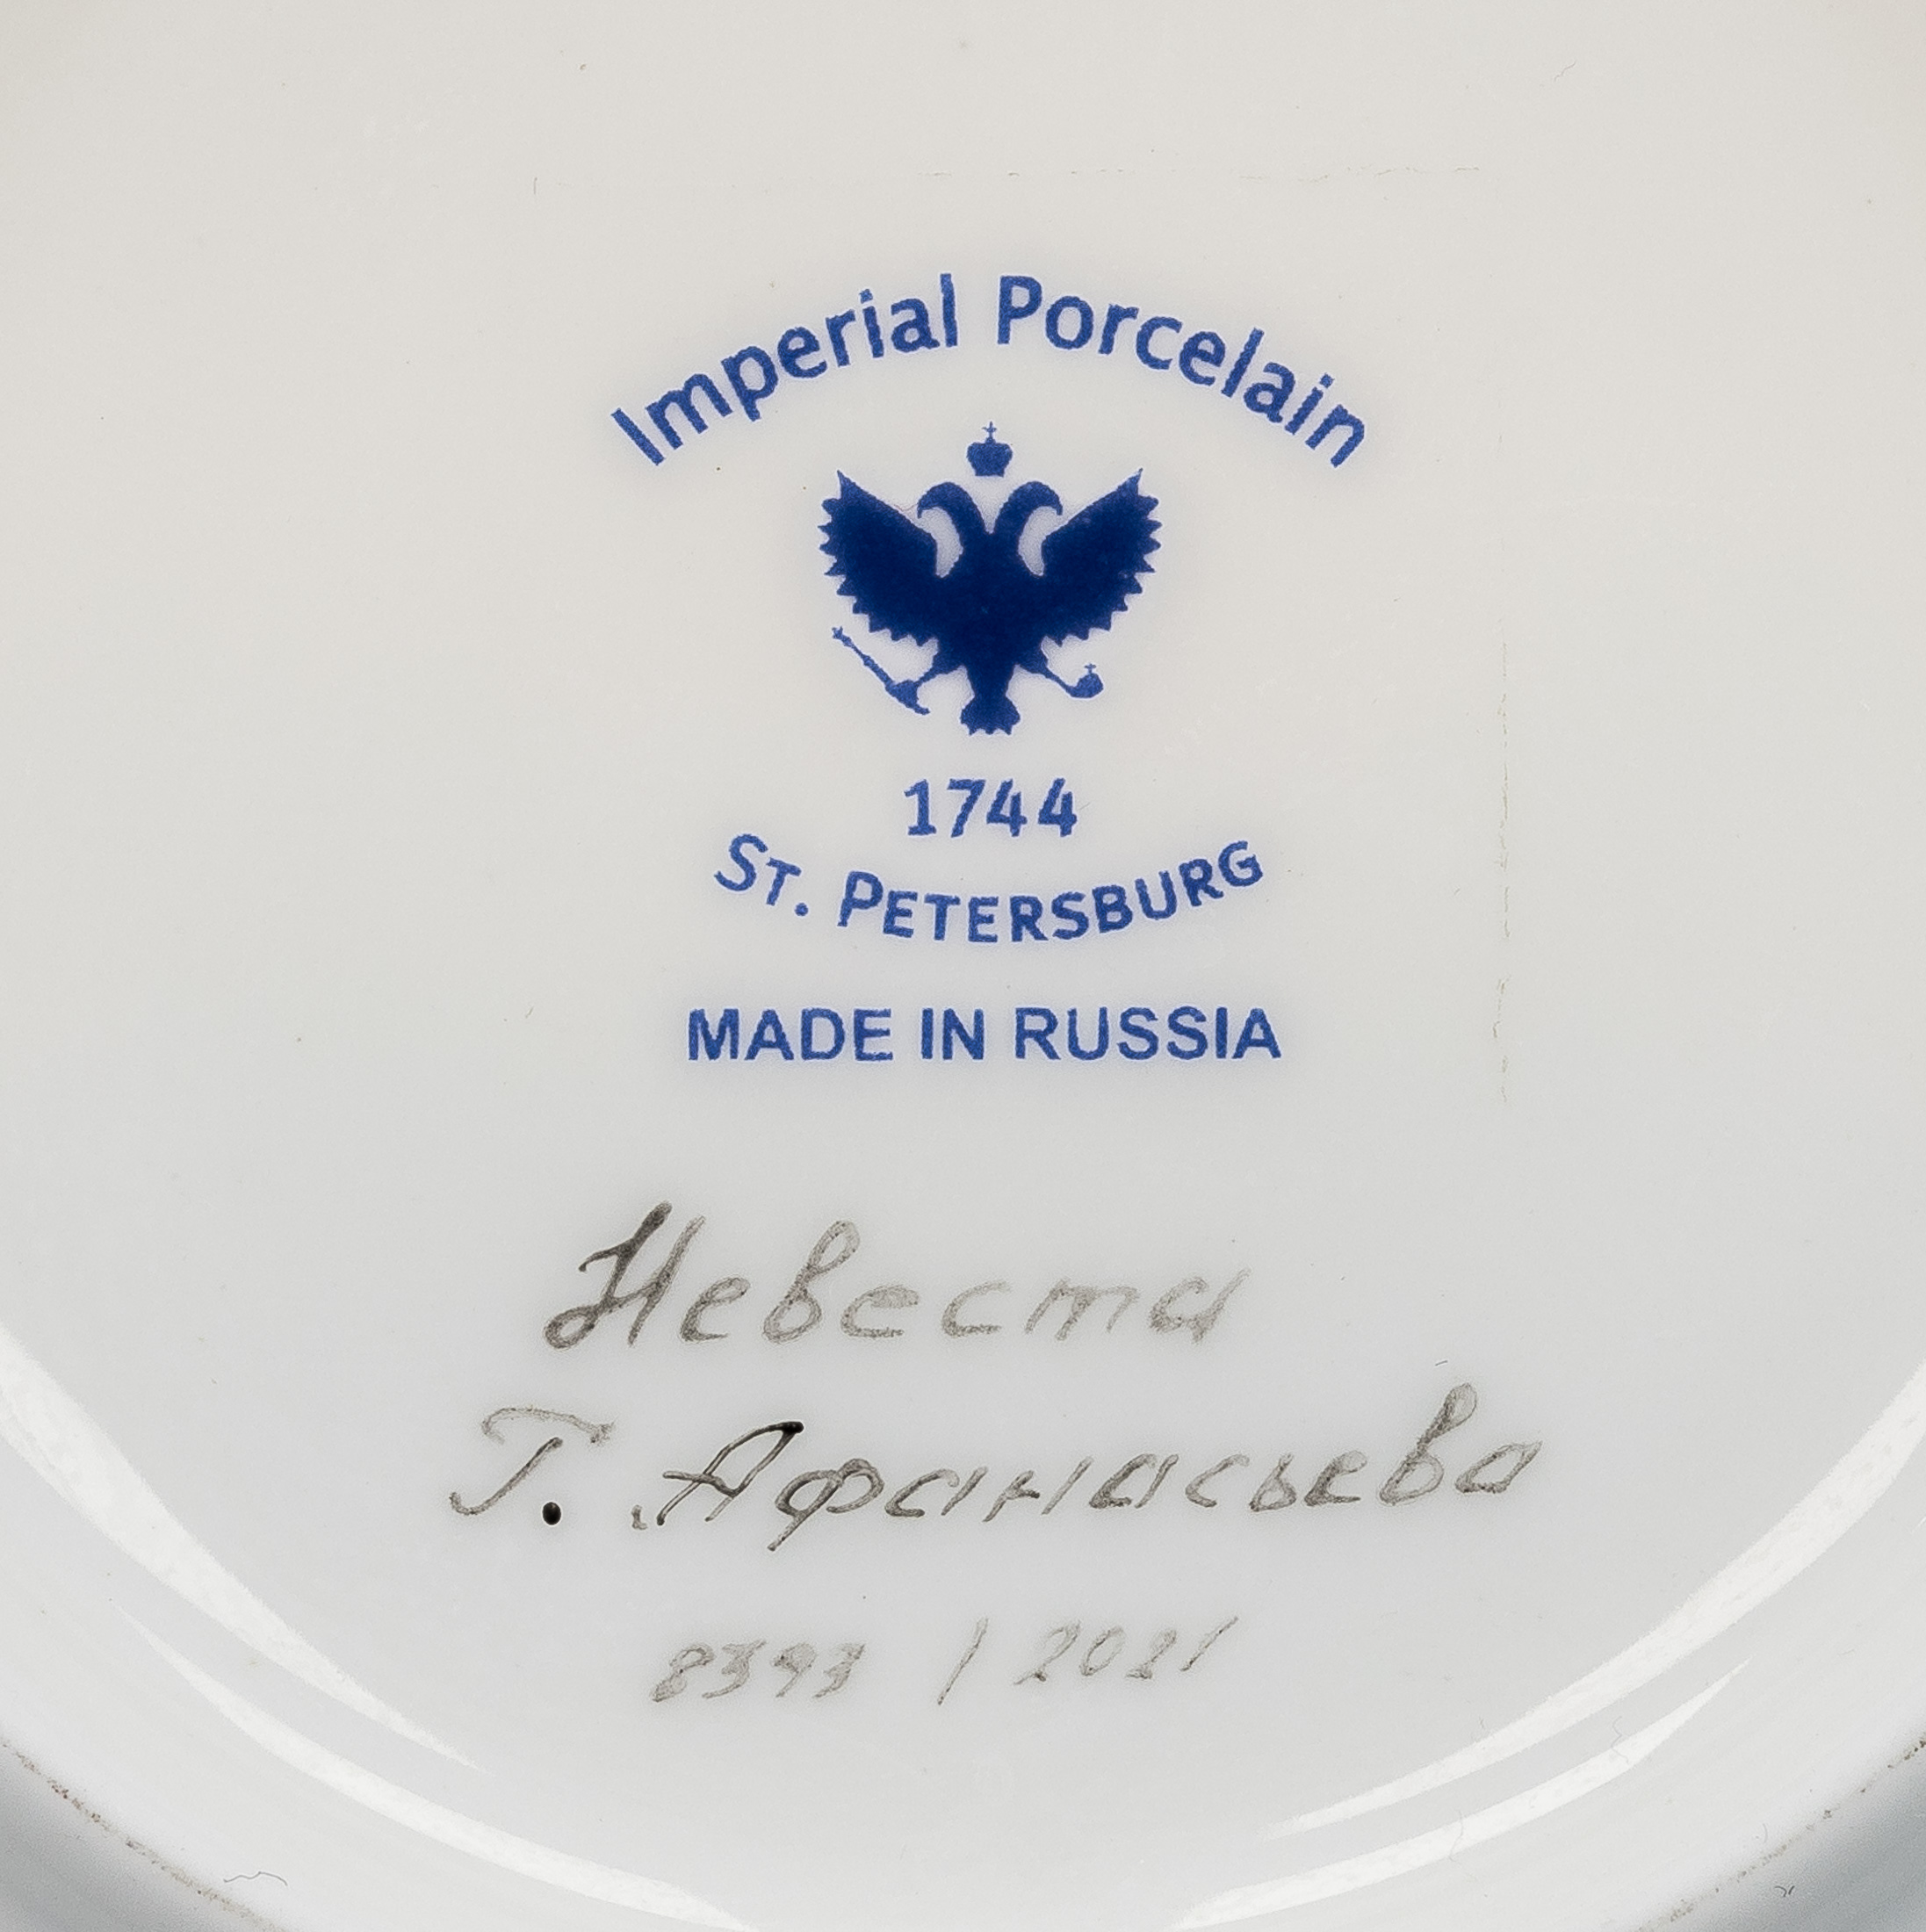 Imperial Porcelain
1744
ST. PETERSBURG
MADE IN RUSSIA
Невеста
Г. Афанасьева
8393 / 2021